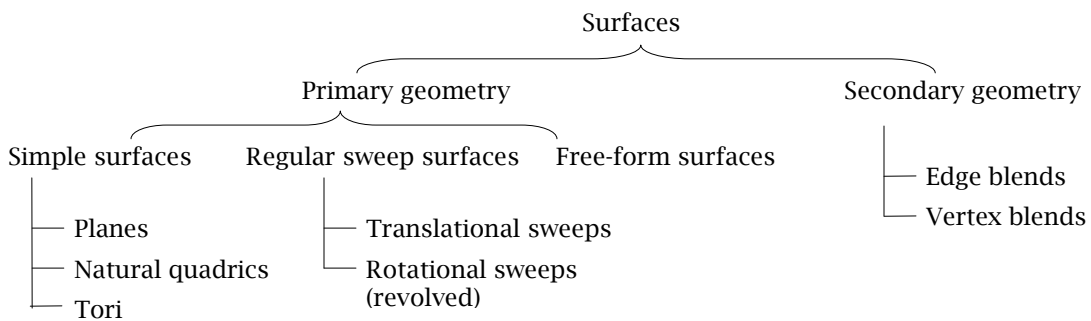 Surfaces
Primary geometry
Secondary geometry
Simple surfaces
Regular sweep surfaces
Free-form surfaces
Planes
Natural quadrics
Tori
Translational sweeps
Rotational sweeps
(revolved)
Edge blends
Vertex blends